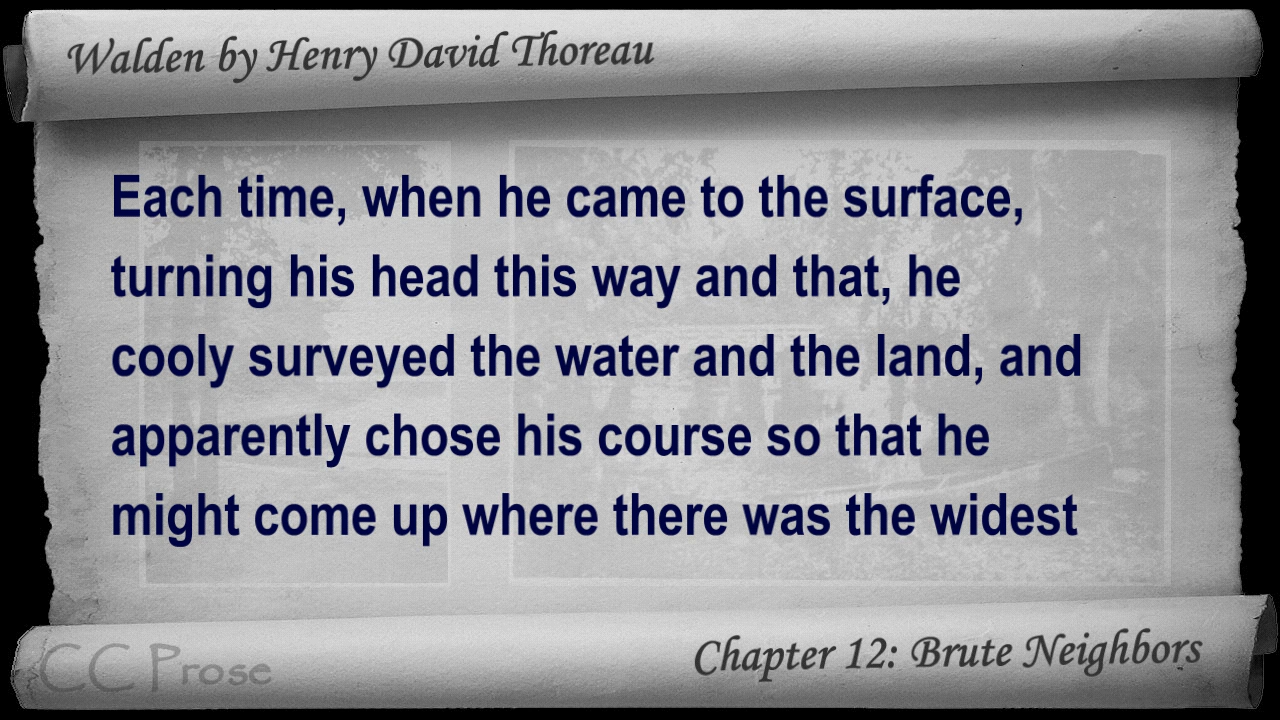 Walden by Henry David Thoreau
Each time, when he came to the surface,
turning his head this way and that, he
cooly surveyed the water and the land, and
apparently chose his course so that he
might come up where there was the widest
CC Prose
Chapter 12: Brute Neighbors